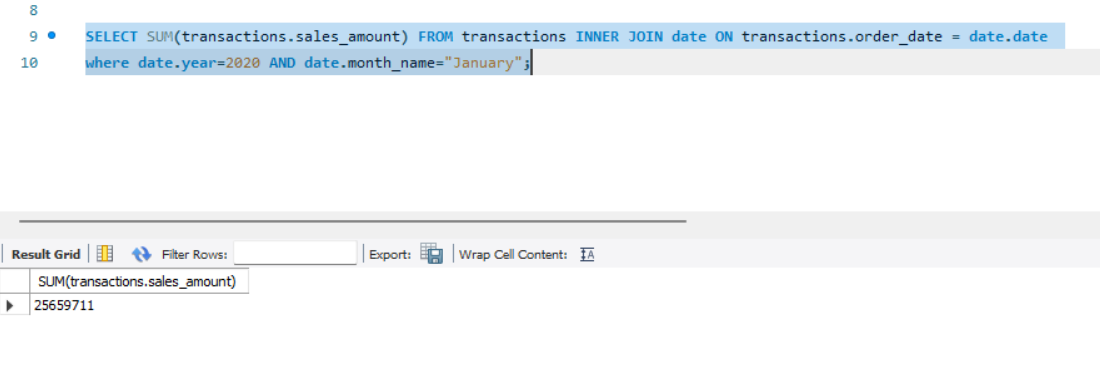 8
9 SELECT SUM(transactions.sales_amount) FROM transactions INNER JOIN date ON transactions.order_date = date.date
10 where date.year=2020 AND date.month_name="January";
Result Grid Filter Rows: Export: Wrap Cell Content:
SUM(transactions.sales_amount)
25659711